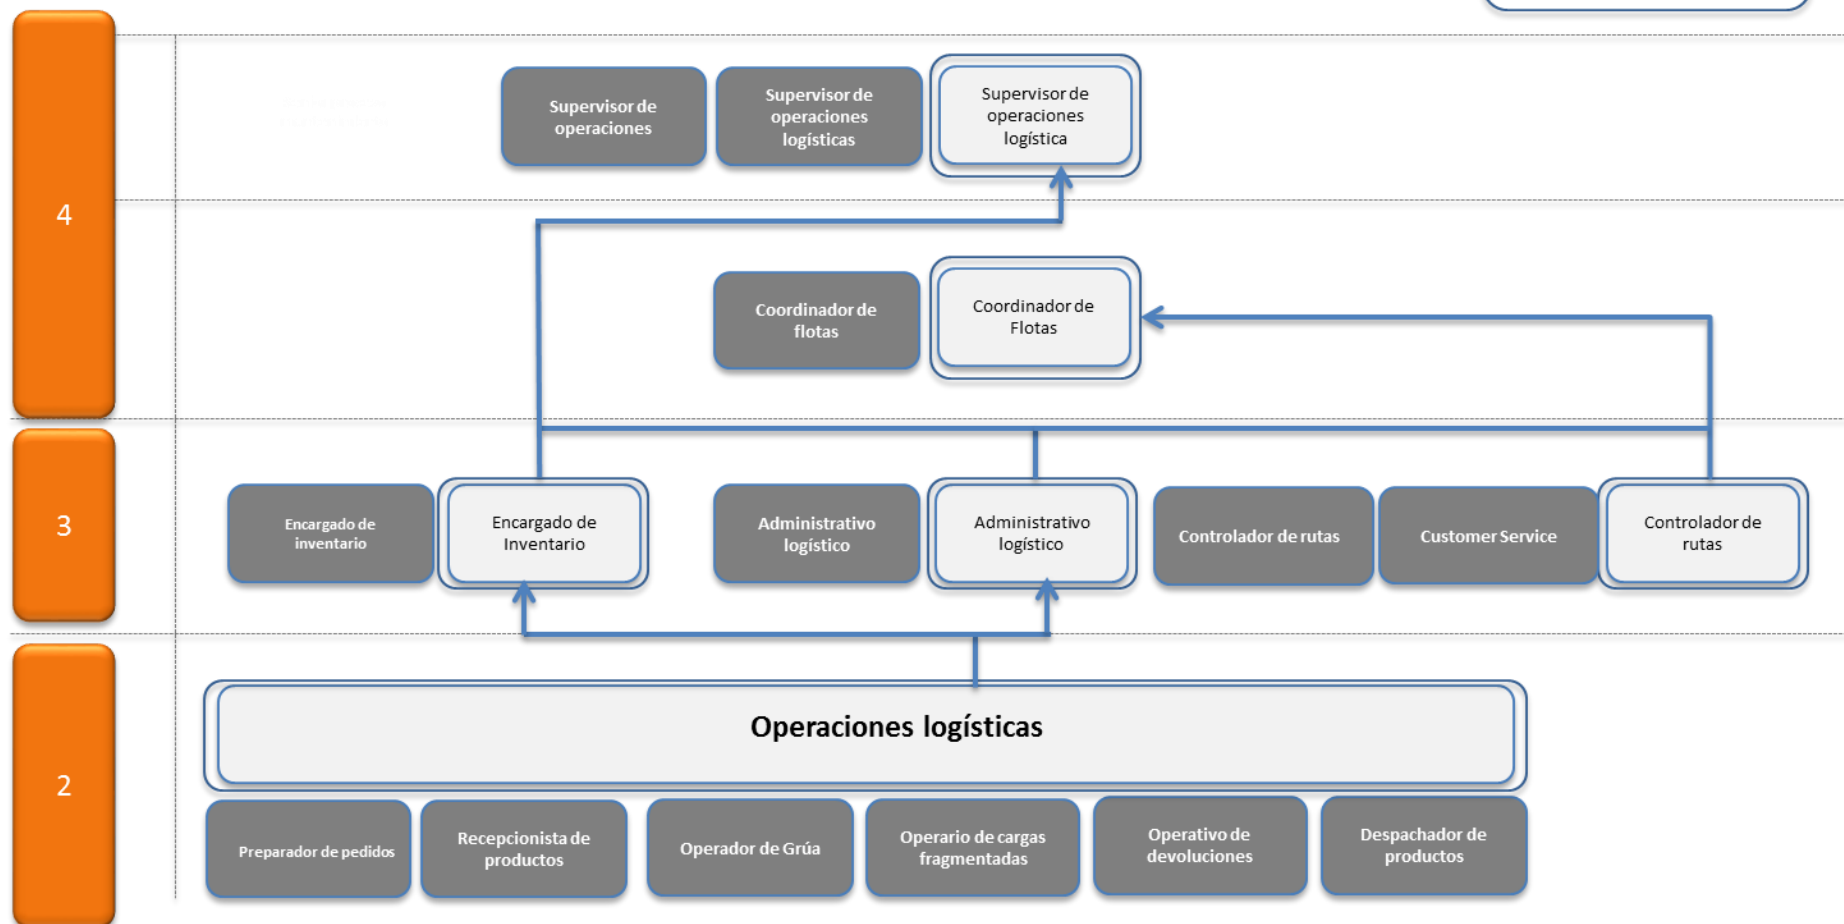 4
Supervisor de
operaciones
Supervisor de
operaciones
logísticas
Supervisor de
operaciones
logística
Coordinador de
flotas
Coordinador de
Flotas
3
Encargado de
inventario
Encargado de
Inventario
Administrativo
logístico
Administrativo
logístico
Controlador de rutas
Customer Service
Controlador de
rutas
2
Operaciones logísticas
Preparador de pedidos
Recepcionista de
productos
Operador de Grúa
Operario de cargas
fragmentadas
Operativo de
devoluciones
Despachador de
productos